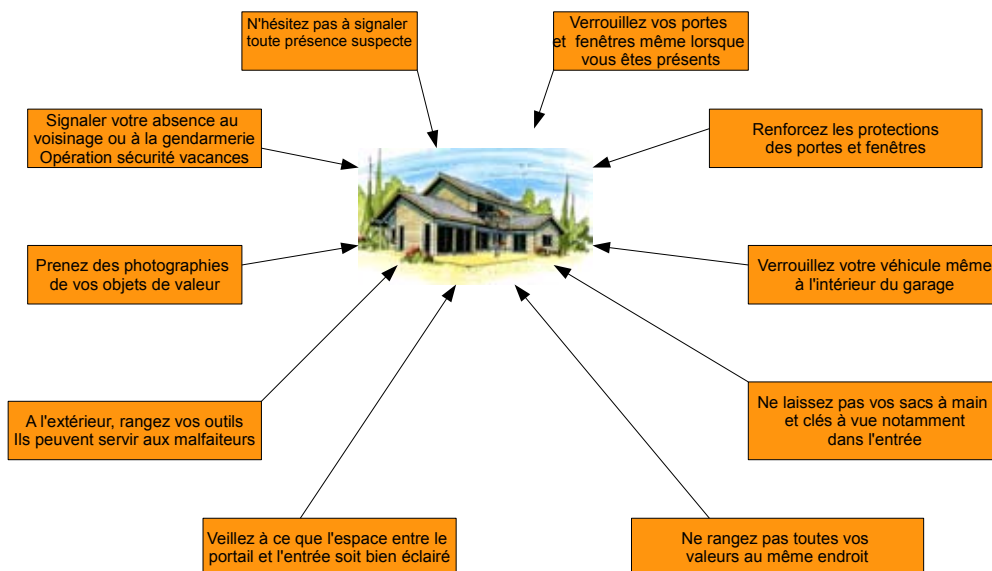 N'hésitez pas à signaler
toute présence suspecte
Verrouillez vos portes
et fenêtres même lorsque
vous êtes présents
Signaler votre absence au
voisinage ou à la gendarmerie
Opération sécurité vacances
Renforcez les protections
des portes et fenêtres
Prenez des photographies
de vos objets de valeur
Verrouillez votre véhicule même
à l'intérieur du garage
A l'extérieur, rangez vos outils
Ils peuvent servir aux malfaiteurs
Ne laissez pas vos sacs à main
et clés à vue notamment
dans l'entrée
Veillez à ce que l'espace entre le
portail et l'entrée soit bien éclairé
Ne rangez pas toutes vos
valeurs au même endroit